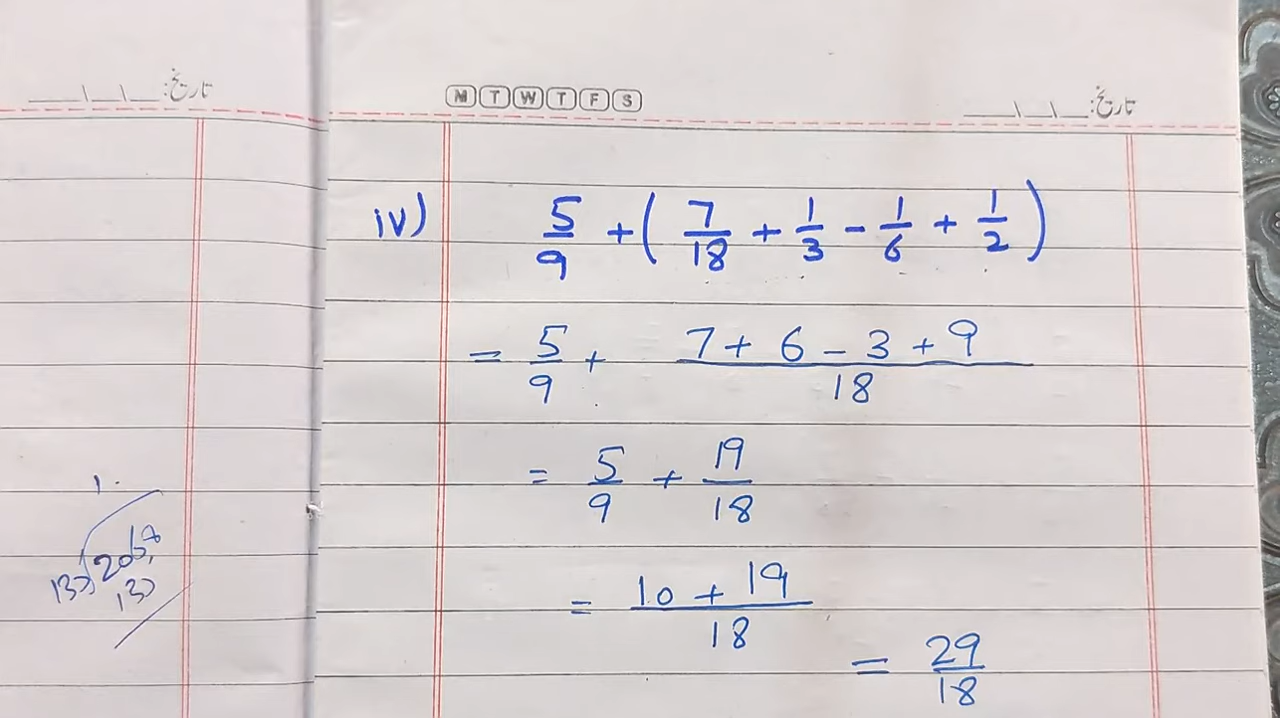 تاریخ:
M T W T F S
تاریخ:
iv) 5/9 + ( 7/18 + 1/3 - 1/6 + 1/2 )
= 5/9 + (7 + 6 - 3 + 9)/18
= 5/9 + 19/18
= (10 + 19)/18
= 29/18